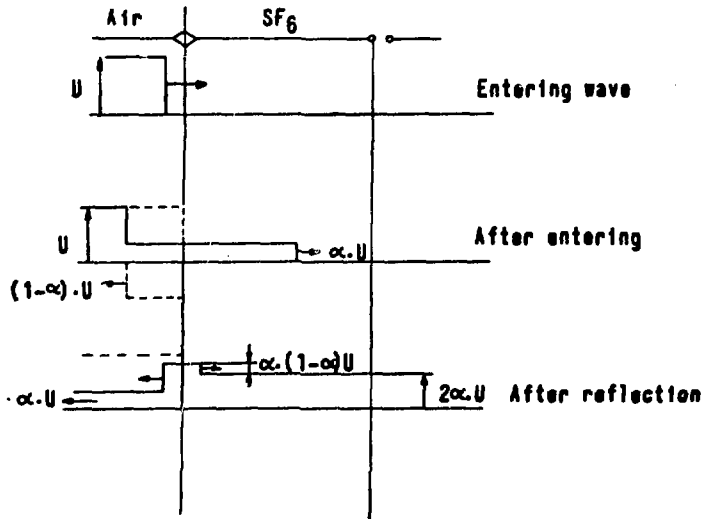 Air SF6
U Entering wave
U α.U After entering
(1-α).U
α.(1-α)U
α.U 2α.U After reflection